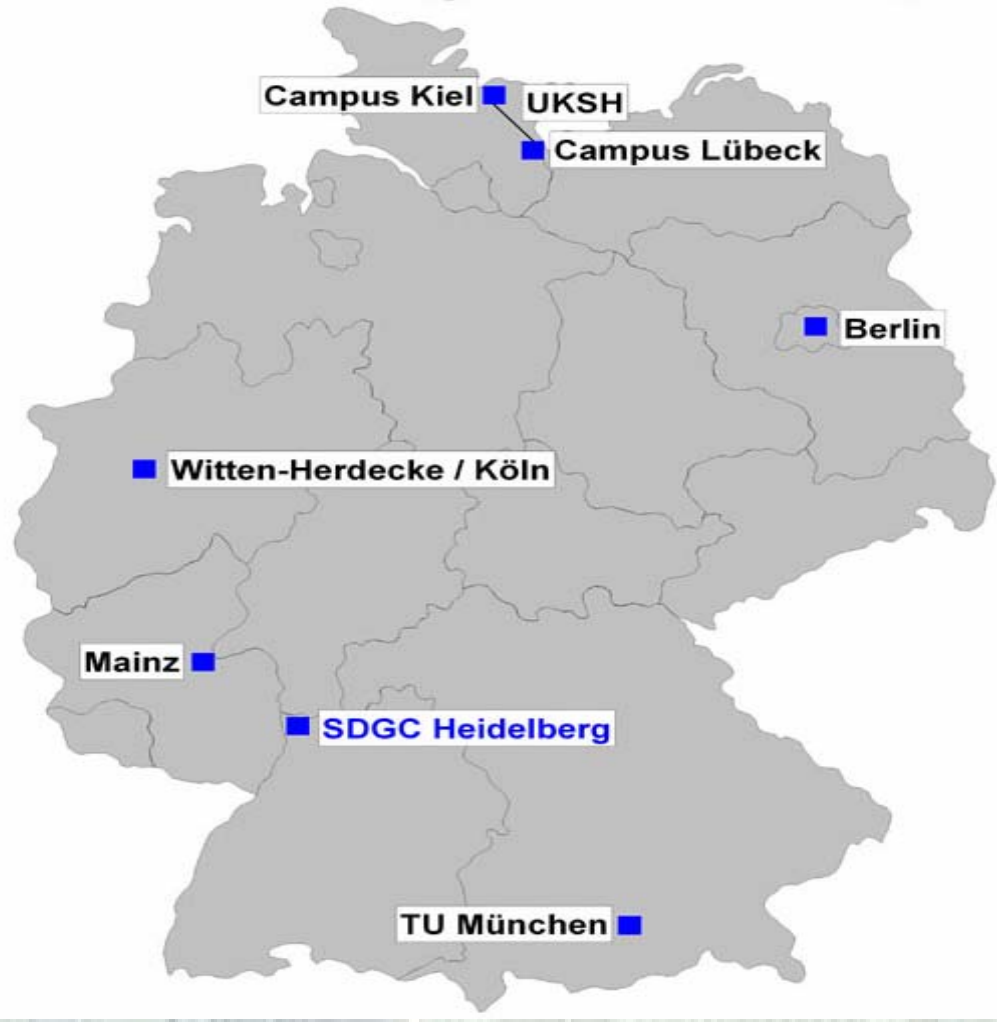 Campus Kiel
UKSH
Campus Lübeck
Berlin
Witten-Herdecke / Köln
Mainz
SDGC Heidelberg
TU München